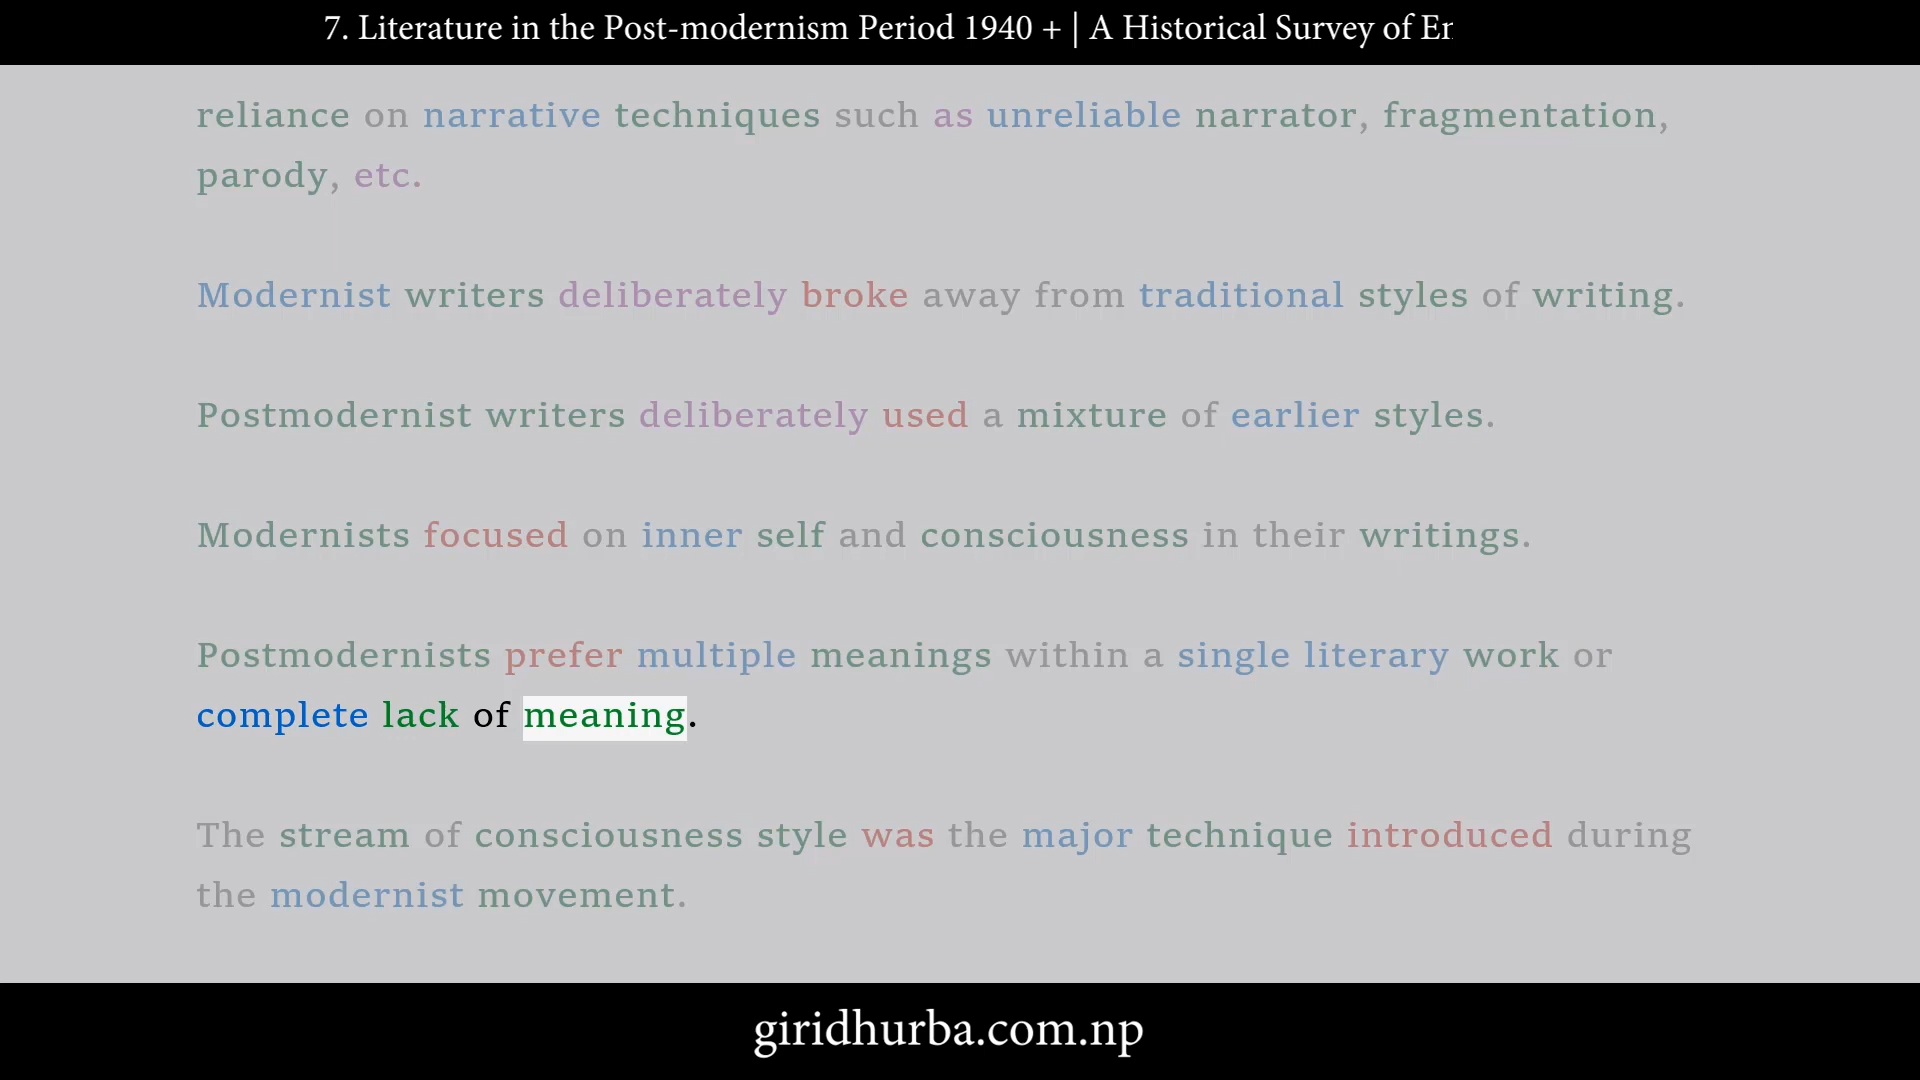 7. Literature in the Post-modernism Period 1940 + | A Historical Survey of En
reliance on narrative techniques such as unreliable narrator, fragmentation,
parody, etc.
Modernist writers deliberately broke away from traditional styles of writing.
Postmodernist writers deliberately used a mixture of earlier styles.
Modernists focused on inner self and consciousness in their writings.
Postmodernists prefer multiple meanings within a single literary work or
complete lack of meaning.
The stream of consciousness style was the major technique introduced during
the modernist movement.
giridhurba.com.np